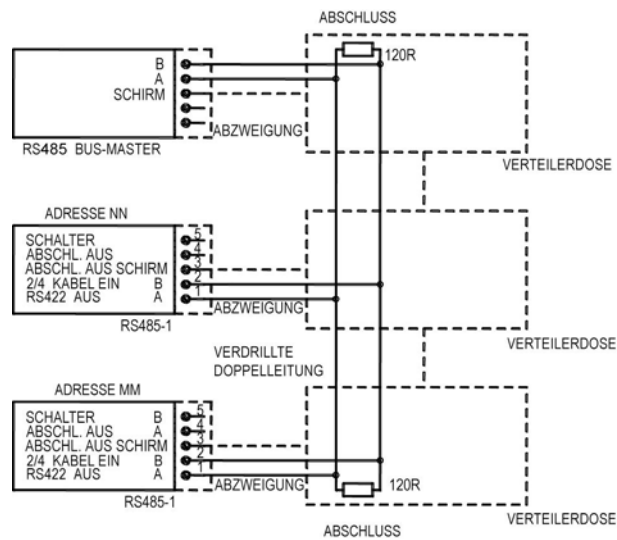 ABSCHLUSS
120R
B
A
SCHIRM
ABZWEIGUNG
RS485 BUS-MASTER
VERTEILERDOSE
ADRESSE NN
SCHALTER 5
ABSCHL. AUS 4
ABSCHL. AUS SCHIRM 3
2/4 KABEL EIN B 2
RS422 AUS A 1
ABZWEIGUNG
RS485-1
VERTEILERDOSE
VERDRILLTE
DOPPELLEITUNG
ADRESSE MM
SCHALTER B 5
ABSCHL. AUS A 4
ABSCHL. AUS SCHIRM 3
2/4 KABEL EIN B 2
RS422 AUS A 1
ABZWEIGUNG
120R
RS485-1
VERTEILERDOSE
ABSCHLUSS